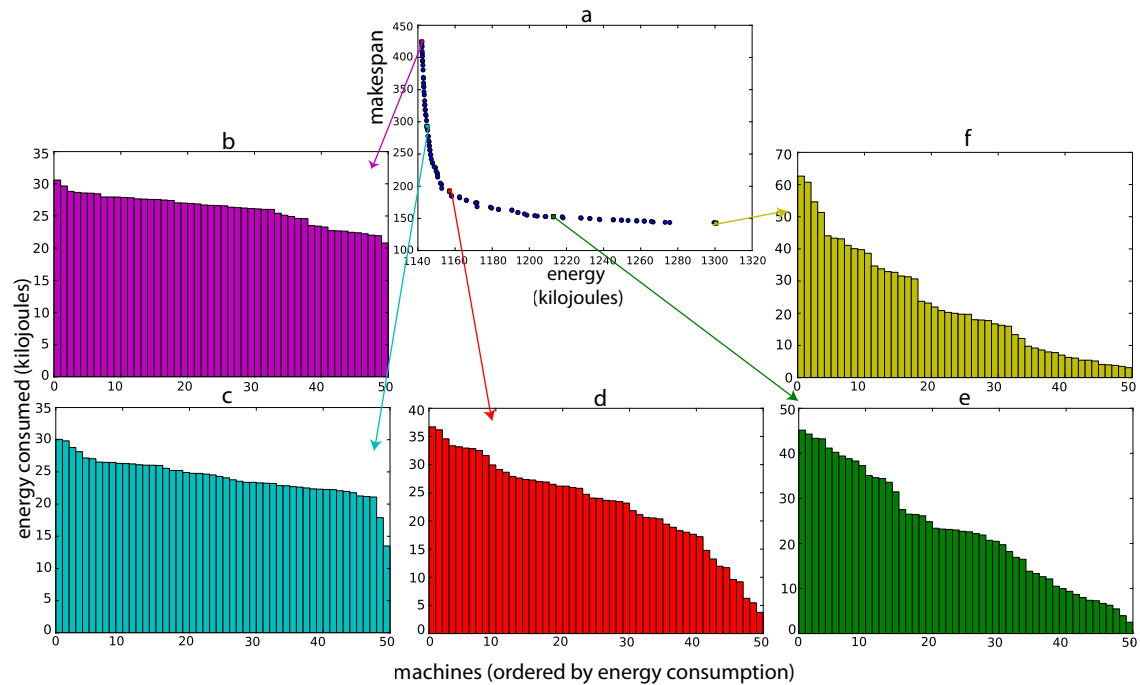 a
450
400
350
300
250
200
150
100
makespan
1140 1160 1180 1200 1220 1240 1260 1280 1300 1320
energy
(kilojoules)
b
35
30
25
20
15
10
5
0
0 10 20 30 40 50
f
70
60
50
40
30
20
10
0
0 10 20 30 40 50
energy consumed (kilojoules)
c
35
30
25
20
15
10
5
0
0 10 20 30 40 50
d
40
35
30
25
20
15
10
5
0
0 10 20 30 40 50
e
50
40
30
20
10
0
0 10 20 30 40 50
machines (ordered by energy consumption)